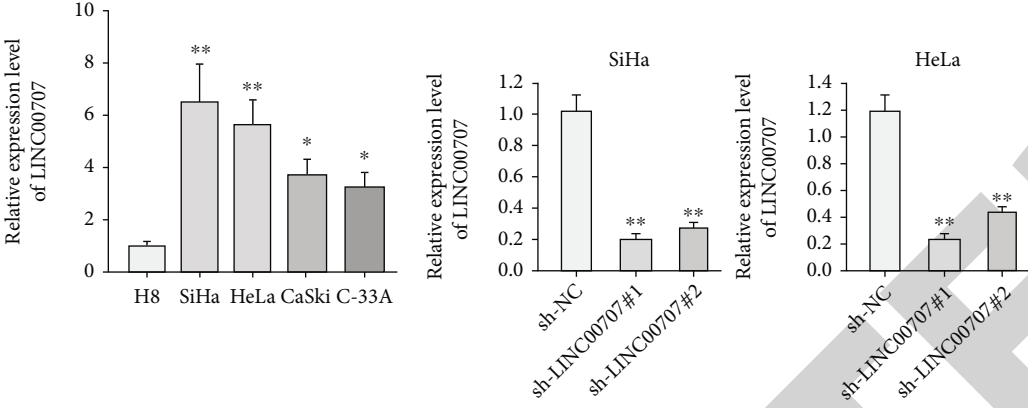 Relative expression level
of LINC00707
10
8
6
4
2
0
**
**
*
*
H8 SiHa HeLa CaSki C-33A
SiHa
Relative expression level
of LINC00707
1.2
1.0
0.8
0.6
0.4
0.2
0.0
**
**
sh-NC
sh-LINC00707#1
sh-LINC00707#2
HeLa
Relative expression level
of LINC00707
1.4
1.2
1.0
0.8
0.6
0.4
0.2
0.0
**
**
sh-NC
sh-LINC00707#1
sh-LINC00707#2